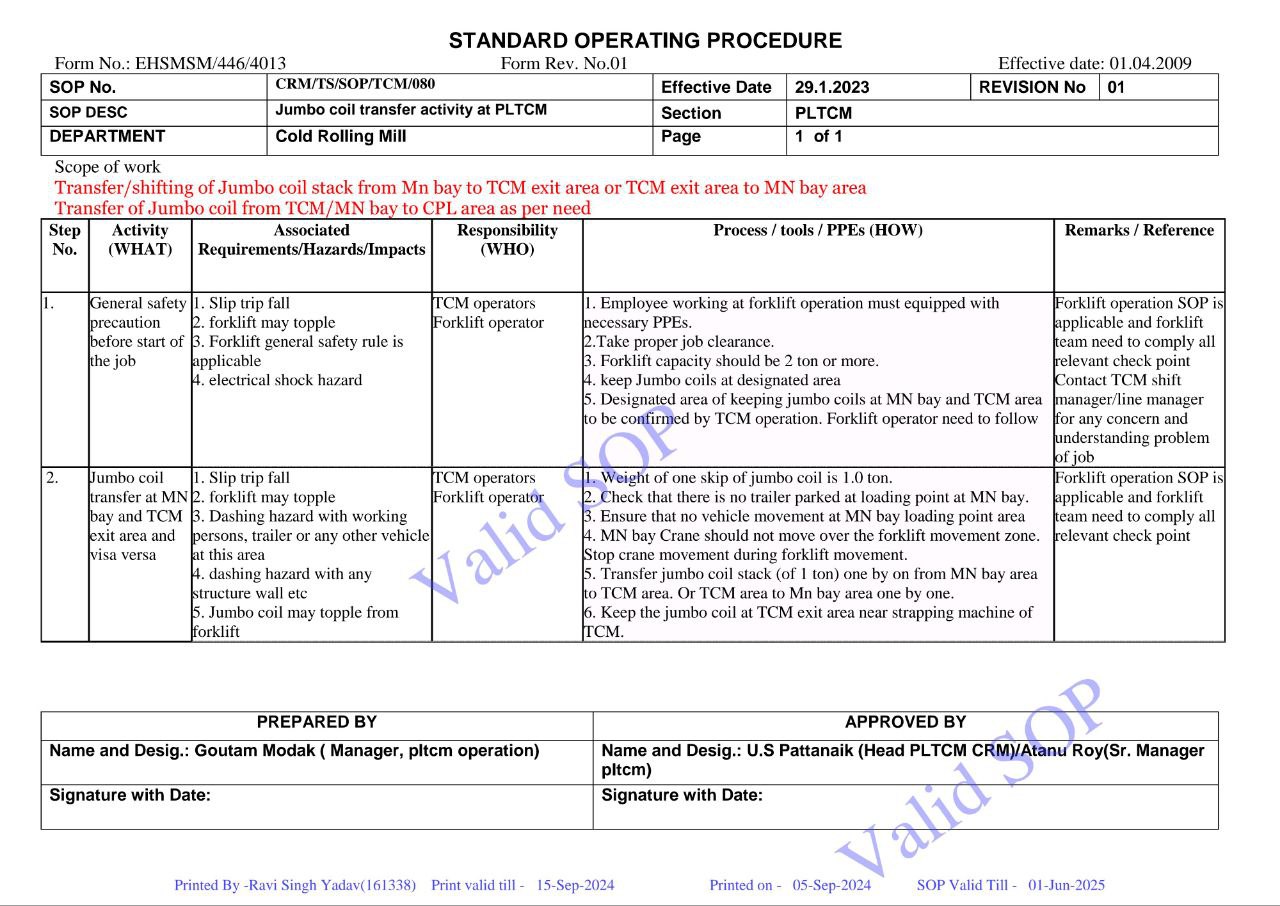 STANDARD OPERATING PROCEDURE
Form No.: EHSMSM/446/4013 Form Rev. No.01 Effective date: 01.04.2009
SOP No. CRM/TS/SOP/TCM/080 Effective Date 29.1.2023 REVISION No 01
SOP DESC Jumbo coil transfer activity at PLTCM Section PLTCM
DEPARTMENT Cold Rolling Mill Page 1 of 1
Scope of work
Transfer/shifting of Jumbo coil stack from Mn bay to TCM exit area or TCM exit area to MN bay area
Transfer of Jumbo coil from TCM/MN bay to CPL area as per need
Step
No.
Activity
(WHAT)
Associated
Requirements/Hazards/Impacts
Responsibility
(WHO)
Process / tools / PPEs (HOW)
Remarks / Reference
1.
General safety
precaution
before start of
the job
1. Slip trip fall
2. forklift may topple
3. Forklift general safety rule is
applicable
4. electrical shock hazard
TCM operators
Forklift operator
1. Employee working at forklift operation must equipped with
necessary PPEs.
2.Take proper job clearance.
3. Forklift capacity should be 2 ton or more.
4. keep Jumbo coils at designated area
5. Designated area of keeping jumbo coils at MN bay and TCM area
to be confirmed by TCM operation. Forklift operator need to follow
Forklift operation SOP is
applicable and forklift
team need to comply all
relevant check point
Contact TCM shift
manager/line manager
for any concern and
understanding problem
of job
2.
Jumbo coil
transfer at MN
bay and TCM
exit area and
visa versa
1. Slip trip fall
2. forklift may topple
3. Dashing hazard with working
persons, trailer or any other vehicle
at this area
4. dashing hazard with any
structure wall etc
5. Jumbo coil may topple from
forklift
TCM operators
Forklift operator
1. Weight of one skip of jumbo coil is 1.0 ton.
2. Check that there is no trailer parked at loading point at MN bay.
3. Ensure that no vehicle movement at MN bay loading point area
4. MN bay Crane should not move over the forklift movement zone.
Stop crane movement during forklift movement.
5. Transfer jumbo coil stack (of 1 ton) one by on from MN bay area
to TCM area. Or TCM area to Mn bay area one by one.
6. Keep the jumbo coil at TCM exit area near strapping machine of
TCM.
Forklift operation SOP is
applicable and forklift
team need to comply all
relevant check point
Valid SOP
PREPARED BY APPROVED BY
Name and Desig.: Goutam Modak ( Manager, pltcm operation)
Name and Desig.: U.S Pattanaik (Head PLTCM CRM)/Atanu Roy(Sr. Manager
pltcm)
Signature with Date: Signature with Date:
Valid SOP
Printed By -Ravi Singh Yadav(161338) Print valid till - 15-Sep-2024 Printed on - 05-Sep-2024 SOP Valid Till - 01-Jun-2025